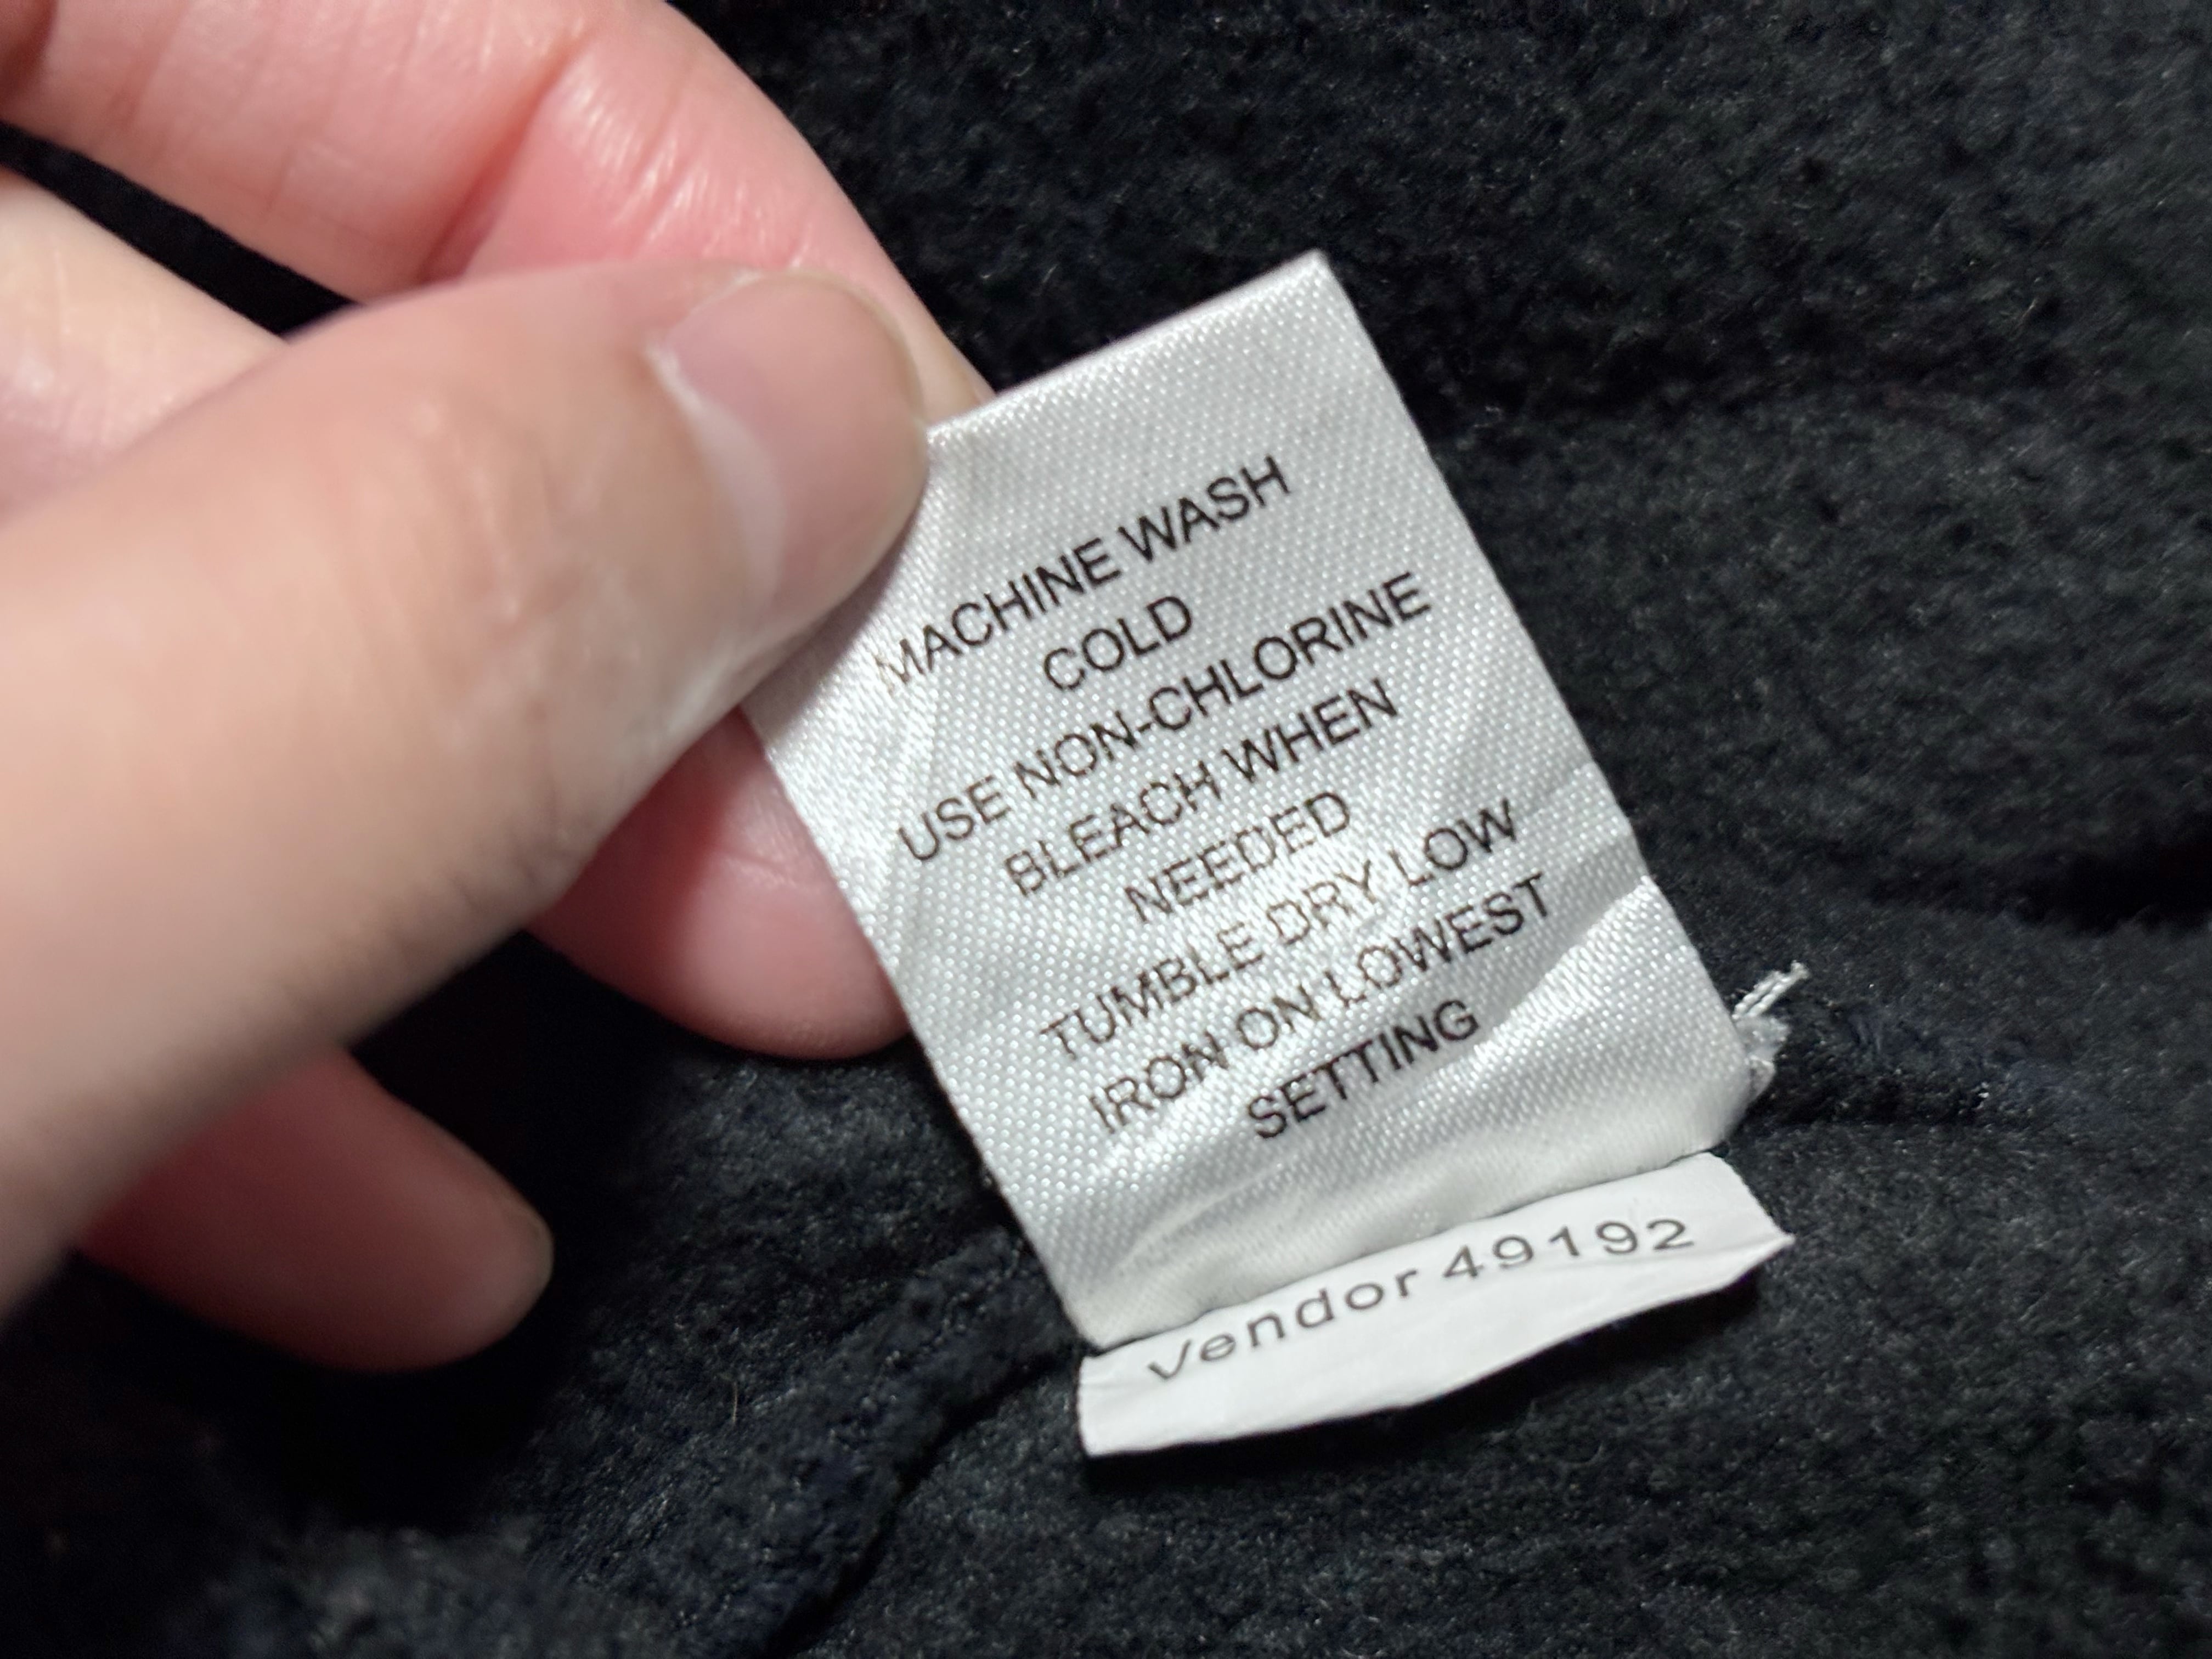 MACHINE WASH
COLD
USE NON-CHLORINE
BLEACH WHEN
NEEDED
TUMBLE DRY LOW
IRON ON LOWEST
SETTING
Vendor 49192